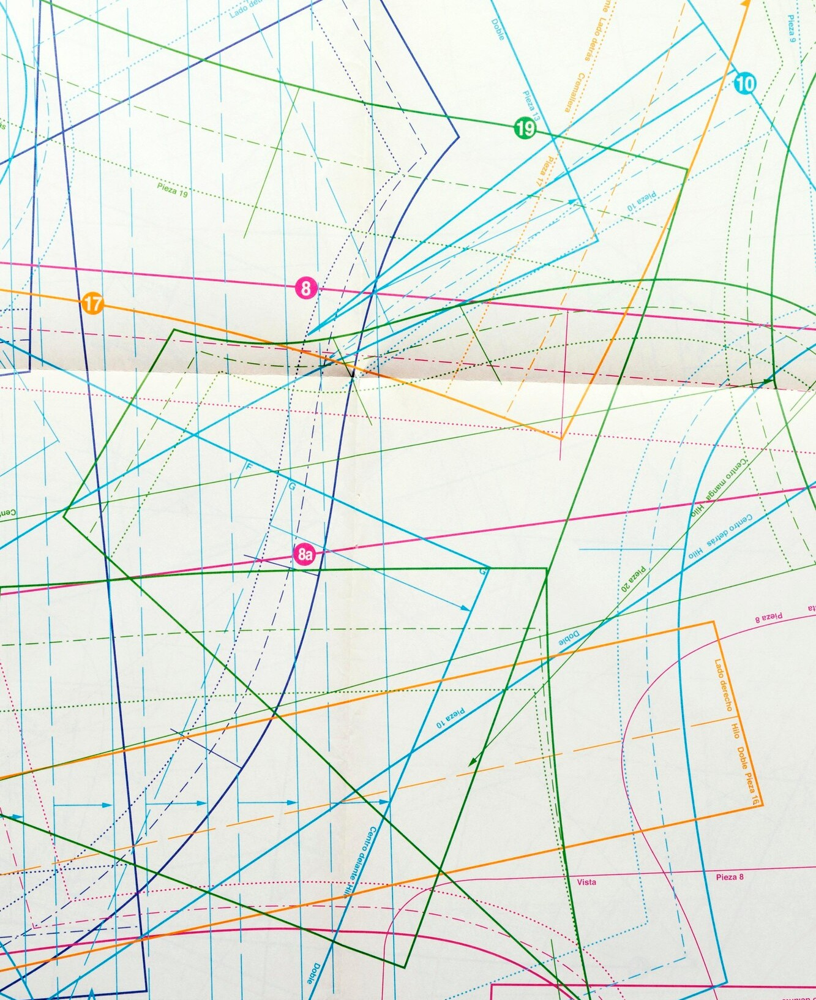 Doble
Pieza 13
Lado detrás
Cremallera
Pieza 17
Pieza 9
10
19
Pieza 10
Pieza 19
8
17
F
G
8a
G
Centro manga Hilo
Centro detrás
Hilo
Pieza 20
Doble
Pieza 8
Pieza 10
Lado derecho
Hilo
Doble Pieza 16
Centro delante Hilo
Vista
Pieza 8
Doble